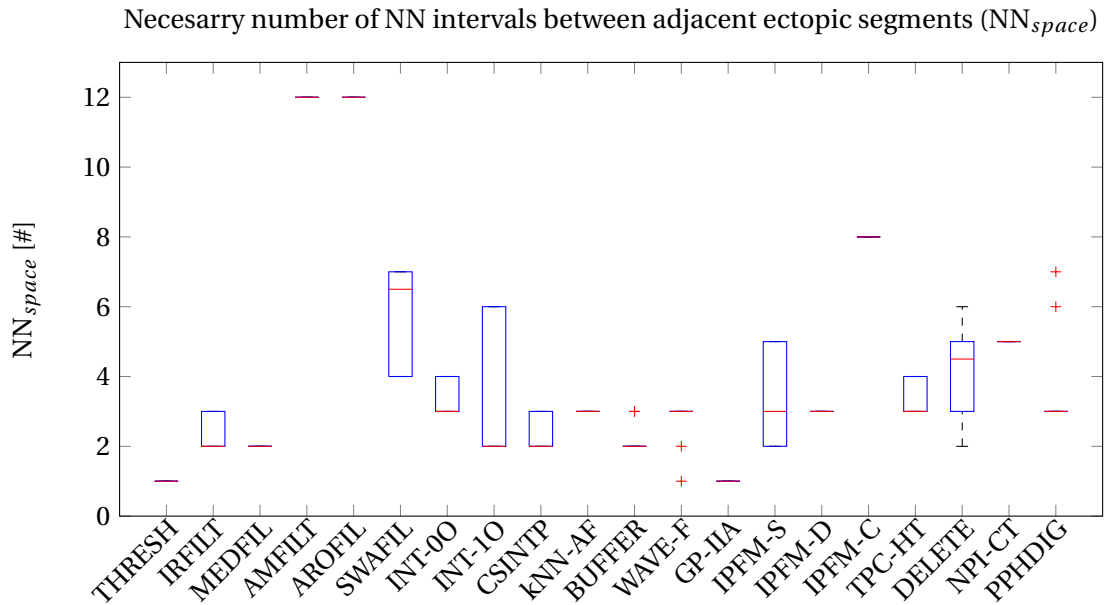 Necesarry number of NN intervals between adjacent ectopic segments (NNspace)
12
10
8
6
4
2
0
NNspace [#]
THRESH
IRFILT
MEDFIL
AMFILT
AROFIL
SWAFIL
INT-0O
INT-1O
CSINTP
kNN-AF
BUFFER
WAVE-F
GP-IIA
IPFM-S
IPFM-D
IPFM-C
TPC-HT
DELETE
NPI-CT
PPHDIG